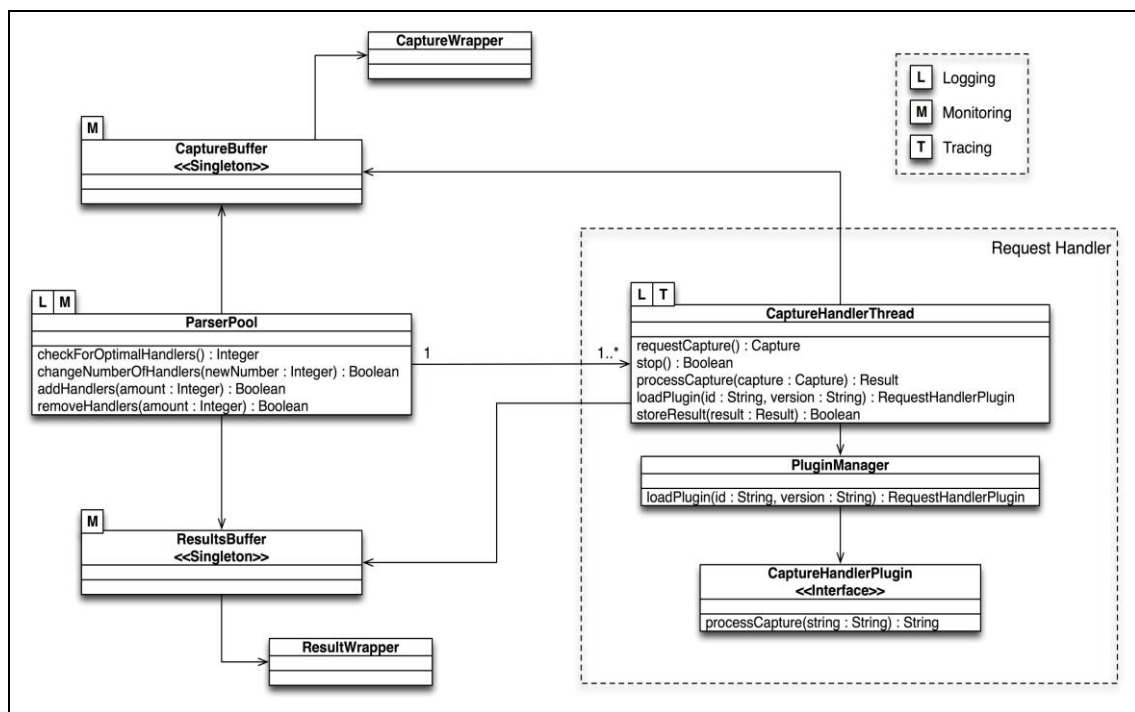 CaptureWrapper
L Logging
M Monitoring
T Tracing
M
CaptureBuffer
<<Singleton>>
Request Handler
L M
ParserPool
checkForOptimalHandlers() : Integer
changeNumberOfHandlers(newNumber : Integer) : Boolean
addHandlers(amount : Integer) : Boolean
removeHandlers(amount : Integer) : Boolean
1
1..*
L T
CaptureHandlerThread
requestCapture() : Capture
stop() : Boolean
processCapture(capture : Capture) : Result
loadPlugin(id : String, version : String) : RequestHandlerPlugin
storeResult(result : Result) : Boolean
PluginManager
loadPlugin(id : String, version : String) : RequestHandlerPlugin
M
ResultsBuffer
<<Singleton>>
CaptureHandlerPlugin
<<Interface>>
processCapture(string : String) : String
ResultWrapper